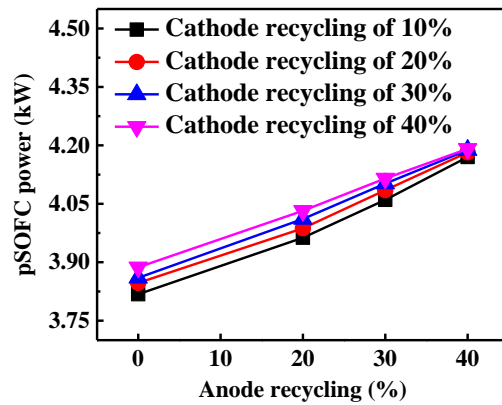 4.50
4.35
4.20
4.05
3.90
3.75
pSOFC power (kW)
Cathode recycling of 10%
Cathode recycling of 20%
Cathode recycling of 30%
Cathode recycling of 40%
0 10 20 30 40
Anode recycling (%)